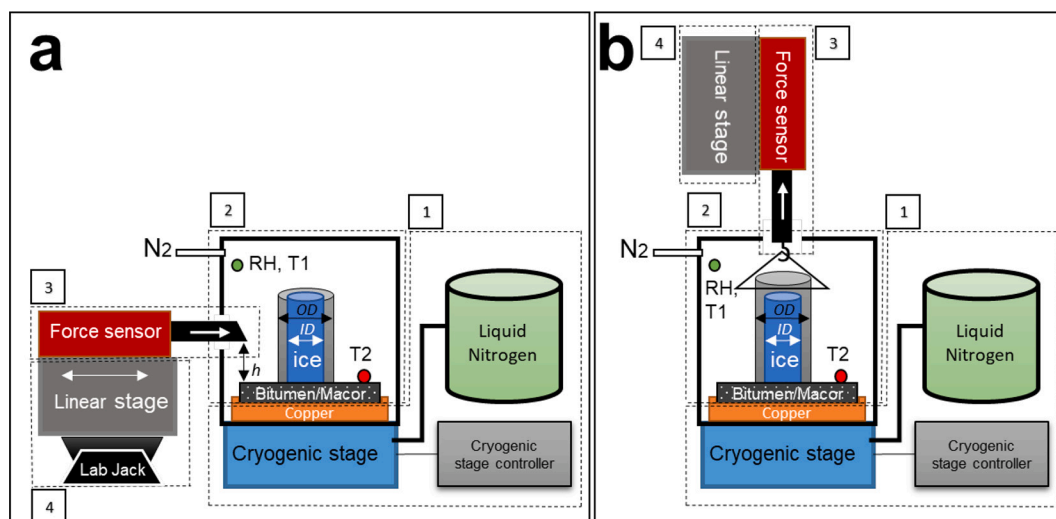 a
2
1
N2
RH, T1
3
Force sensor
OD
ID
ice
h
T2
Liquid
Nitrogen
Linear stage
Bitumen/Macor
Copper
Lab Jack
Cryogenic stage
Cryogenic
stage controller
4
b
4
3
Linear stage
Force sensor
2
1
N2
RH,
T1
OD
ID
ice
T2
Liquid
Nitrogen
Bitumen/Macor
Copper
Cryogenic stage
Cryogenic
stage controller